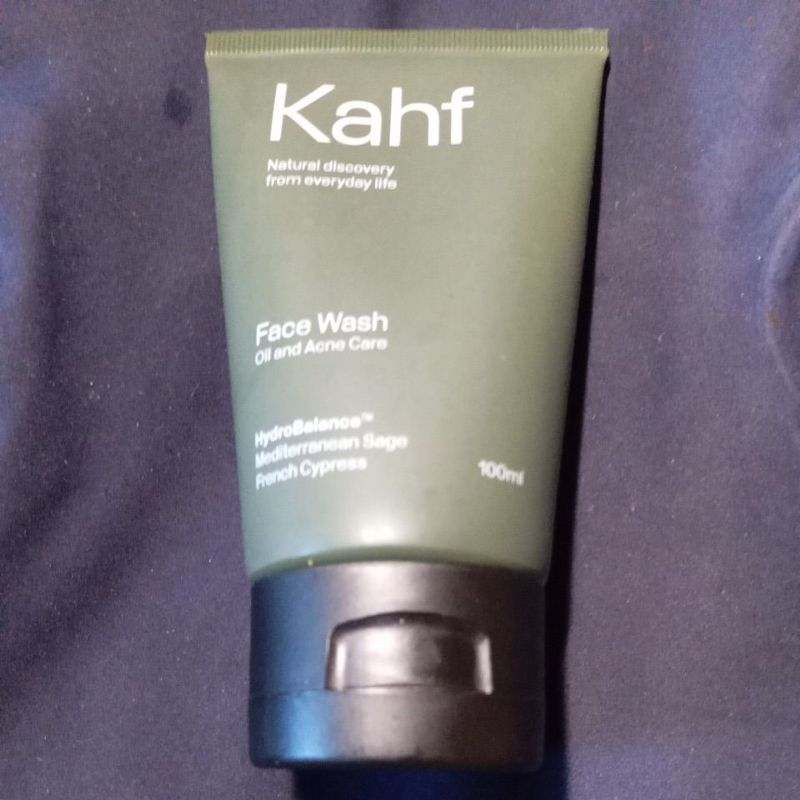 Kahf
Natural discovery
from everyday life
Face Wash
Oil and Acne Care
HydroBalance™
Mediterranean Sage
French Cypress
100ml